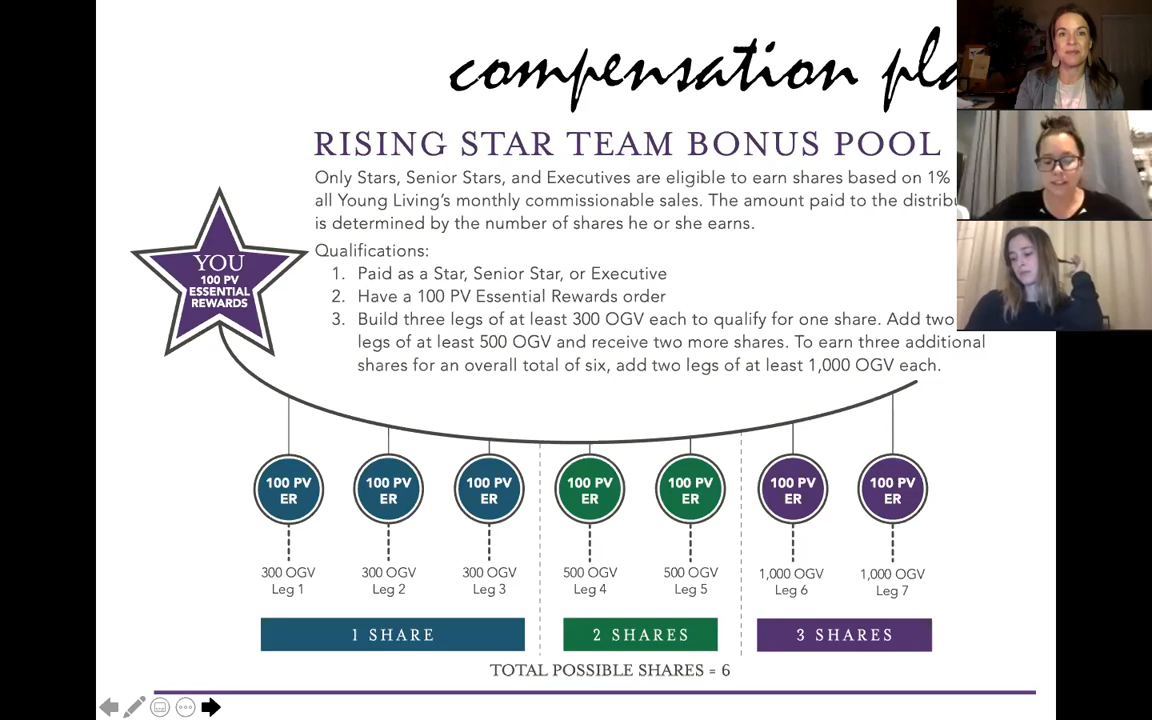 compensation
RISING STAR TEAM BONUS POOL
Only Stars, Senior Stars, and Executives are eligible to earn shares based on 1%
all Young Living's monthly commissionable sales. The amount paid to the
is determined by the number of shares he or she earns.
Qualifications:
1. Paid as a Star, Senior Star, or Executive
2. Have a 100 PV Essential Rewards order
3. Build three legs of at least 300 OGV each to qualify for one share. Add two
legs of at least 500 OGV and receive two more shares. To earn three additional
shares for an overall total of six, add two legs of at least 1,000 OGV each.
YOU
100 PV
ESSENTIAL
REWARDS
100 PV
ER
100 PV
ER
100 PV
ER
100 PV
ER
100 PV
ER
100 PV
ER
100 PV
ER
300 OGV
Leg 1
300 OGV
Leg 2
300 OGV
Leg 3
500 OGV
Leg 4
500 OGV
Leg 5
1,000 OGV
Leg 6
1,000 OGV
Leg 7
1 SHARE
2 SHARES
3 SHARES
TOTAL POSSIBLE SHARES = 6